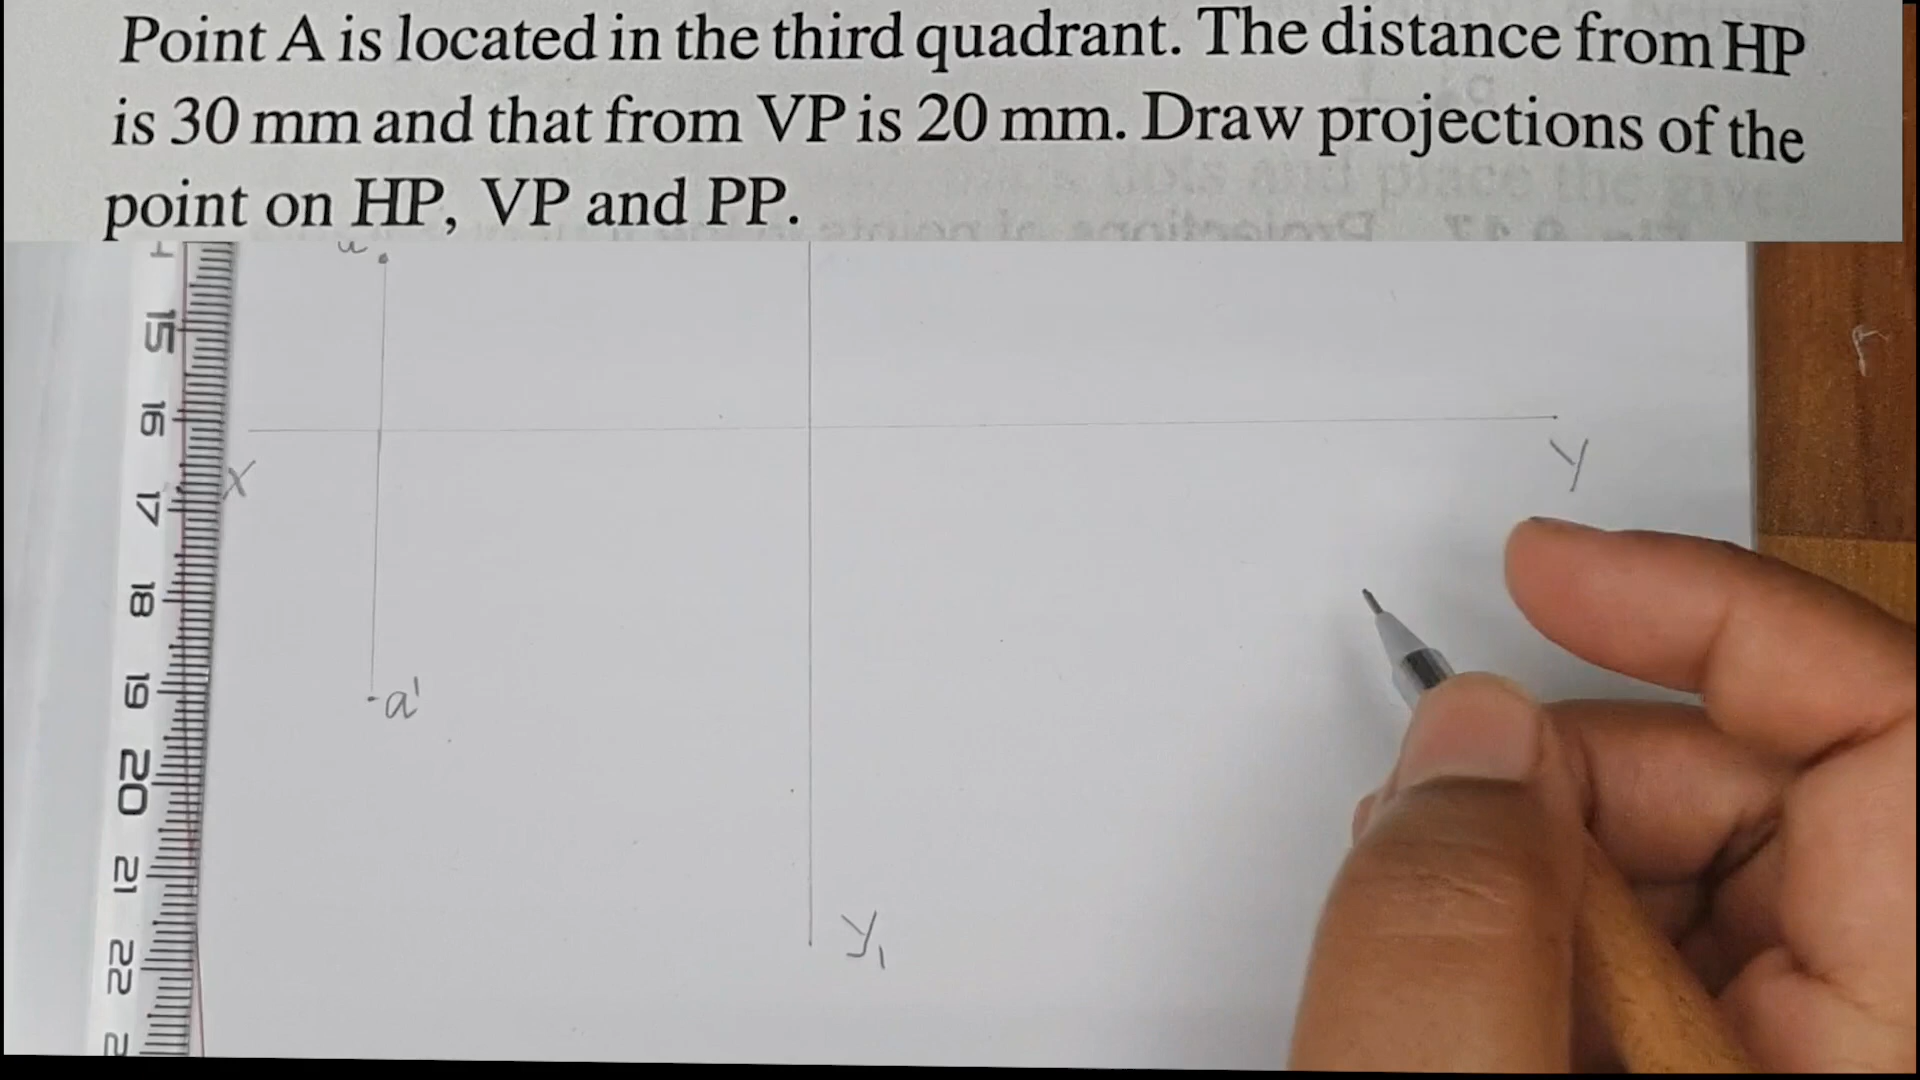 Point A is located in the third quadrant. The distance from HP
is 30 mm and that from VP is 20 mm. Draw projections of the
point on HP, VP and PP.
15
16
X
Y
17
18
19
a'
20
21
Y₁
22